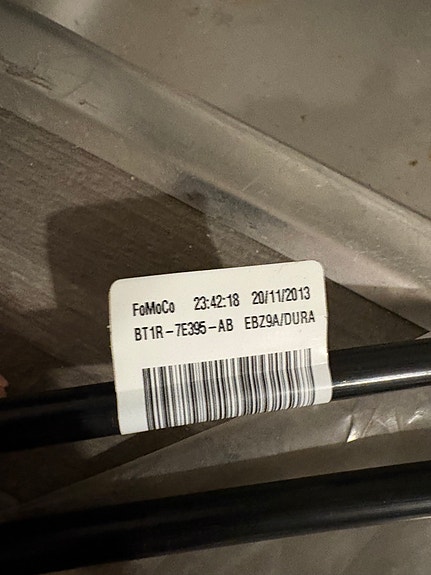 FoMoCo 23:42:18 20/11/2013
BT1R-7E395-AB EBZ9A/DURA